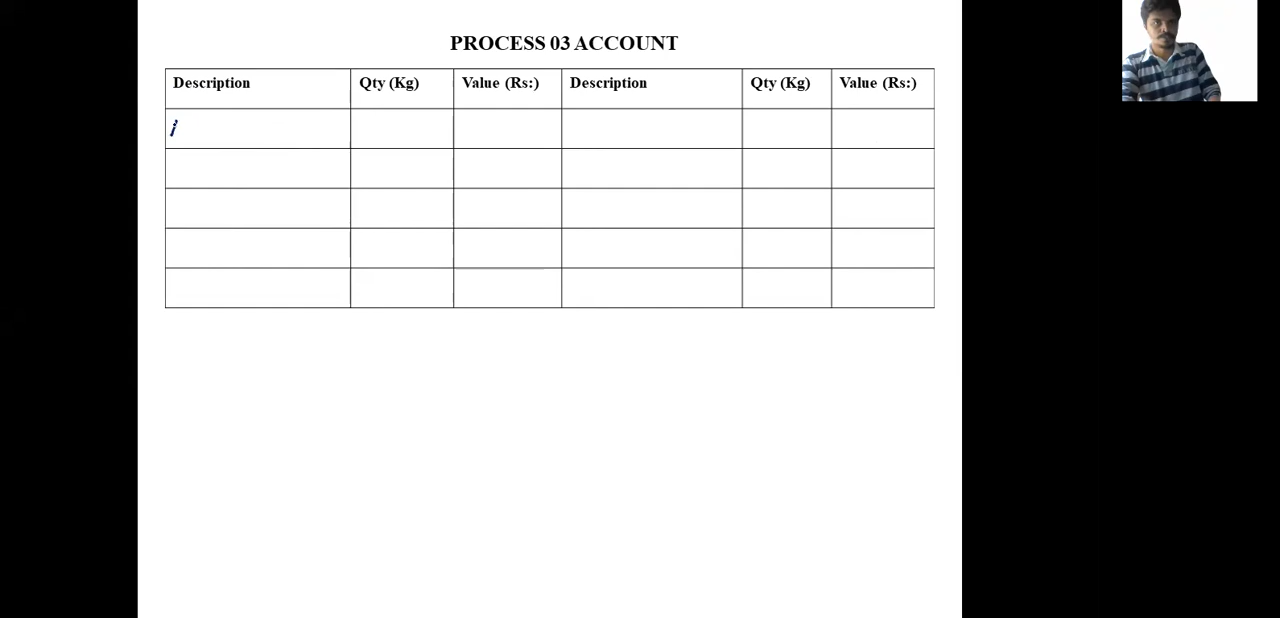 PROCESS 03 ACCOUNT
Description Qty (Kg) Value (Rs:) Description Qty (Kg) Value (Rs:)